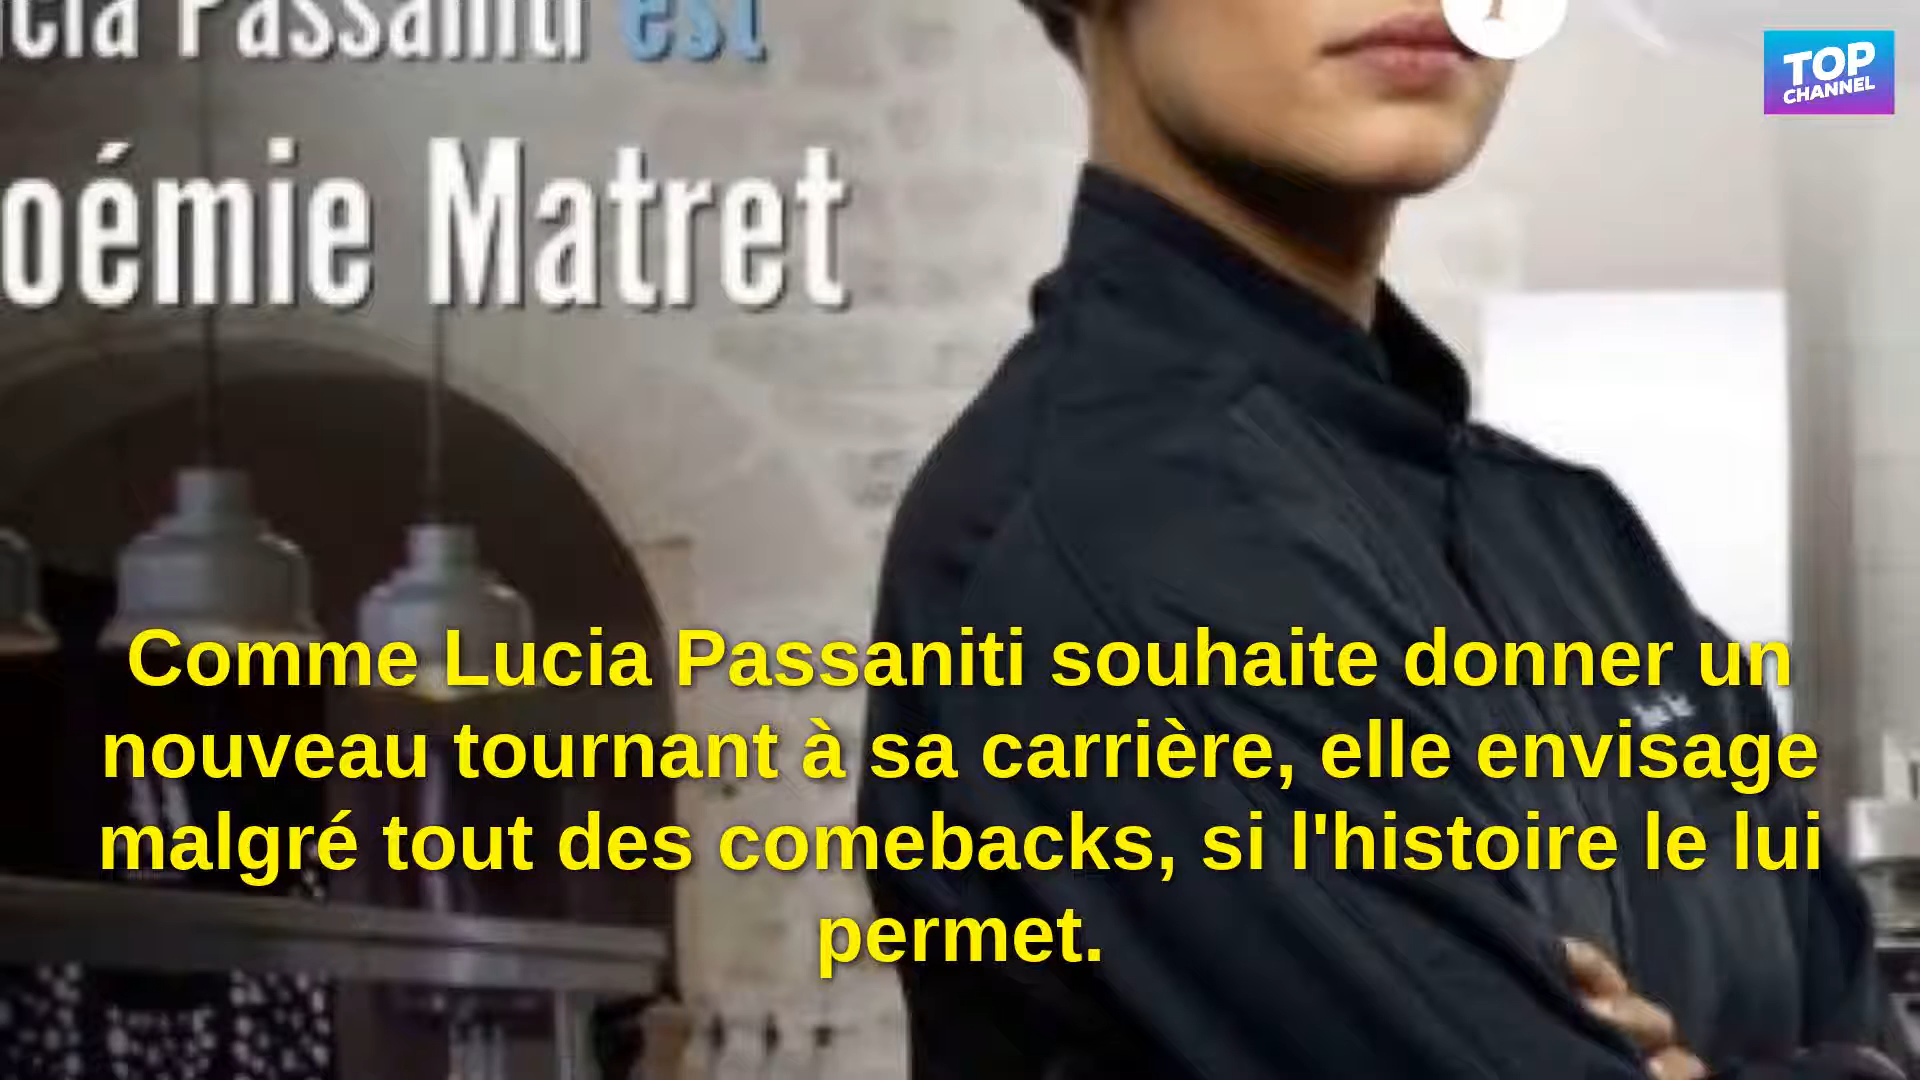 Passaniti est
TOP
CHANNEL
oémie Matret
Comme Lucia Passaniti souhaite donner un
nouveau tournant à sa carrière, elle envisage
malgré tout des comebacks, si l'histoire le lui
permet.